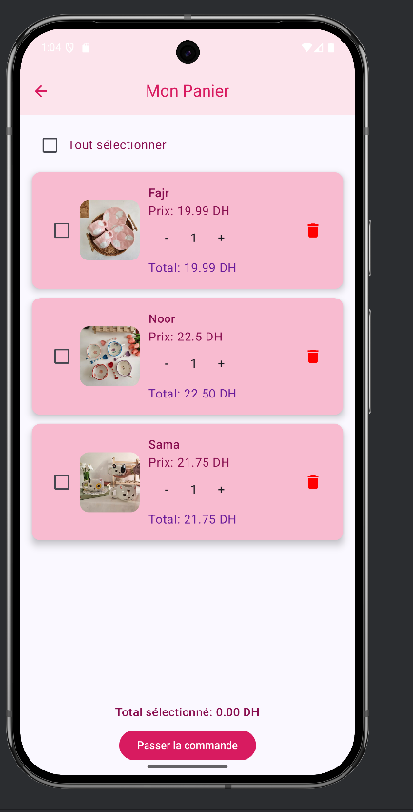 1:04
Mon Panier
Tout sélectionner
Fajr
Prix: 19.99 DH
- 1 +
Total: 19.99 DH
Noor
Prix: 22.5 DH
- 1 +
Total: 22.50 DH
Sama
Prix: 21.75 DH
- 1 +
Total: 21.75 DH
Total sélectionné: 0.00 DH
Passer la commande